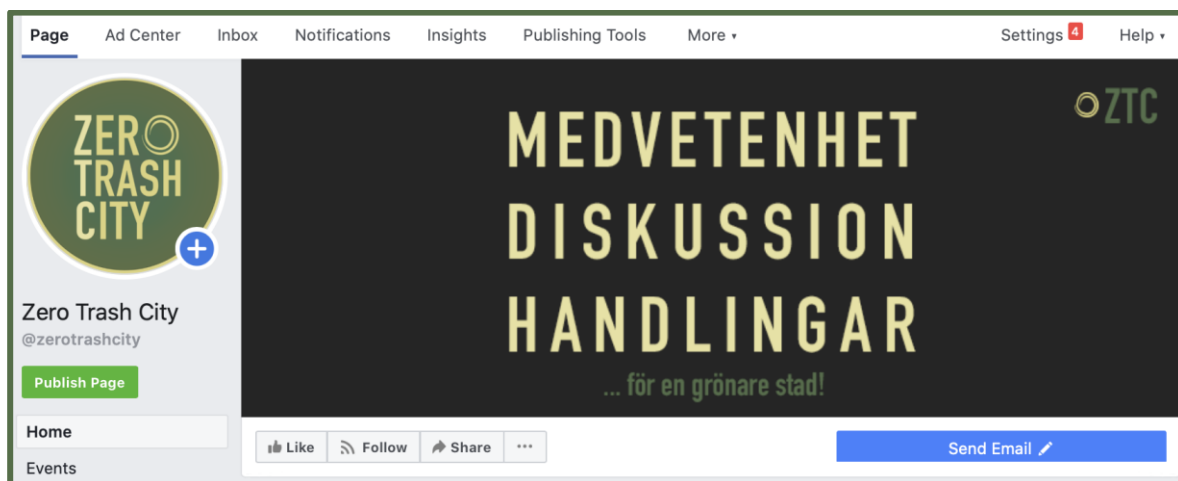 Page Ad Center Inbox Notifications Insights Publishing Tools More Settings 4 Help
ZERO
TRASH
CITY
Zero Trash City
@zerotrashcity
Publish Page
Home
Events
ZTC
MEDVETENHET
DISKUSSION
HANDLINGAR
... för en grönare stad!
Like Follow Share ... Send Email